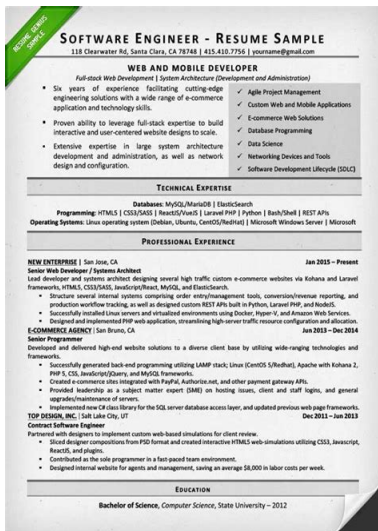 RESUME GENIUS
SAMPLE
SOFTWARE ENGINEER - RESUME SAMPLE
118 Clearwater Rd, Santa Clara, CA 78748 | 415.410.7756 | yourname@gmail.com
WEB AND MOBILE DEVELOPER
Full-stack Web Development | System Architecture (Development and Administration)
▪ Six years of experience facilitating cutting-edge
engineering solutions with a wide range of e-commerce
application and technology skills.
▪ Proven ability to leverage full-stack expertise to build
interactive and user-centered website designs to scale.
▪ Extensive expertise in large system architecture
development and administration, as well as network
design and configuration.
✓ Agile Project Management
✓ Custom Web and Mobile Applications
✓ E-commerce Web Solutions
✓ Database Programming
✓ Data Science
✓ Networking Devices and Tools
✓ Software Development Lifecycle (SDLC)
TECHNICAL EXPERTISE
Databases: MySQL/MariaDB | ElasticSearch
Programming: HTML5 | CSS3/SASS | ReactJS/VueJS | Laravel PHP | Python | Bash/Shell | REST APIs
Operating Systems: Linux operating system (Debian, Ubuntu, CentOS/RedHat) | Microsoft Windows Server | Microsoft
PROFESSIONAL EXPERIENCE
NEW ENTERPRISE | San Jose, CA Jan 2015 – Present
Senior Web Developer / Systems Architect
Lead developer and systems architect designing several high traffic custom e-commerce websites via Kohana and Laravel
frameworks, HTML5, CSS3/SASS, JavaScript/React, MySQL, and ElasticSearch.
▪ Structure several internal systems comprising order entry/management tools, conversion/revenue reporting, and
production workflow tracking, as well as designed custom REST APIs built in Python, Laravel PHP, and NodeJS.
▪ Successfully installed Linux servers and virtualized environments using Docker, Hyper-V, and Amazon Web Services.
▪ Designed and implemented PHP web application, streamlining high-server traffic resource configuration and allocation.
E-COMMERCE AGENCY | San Bruno, CA Jun 2013 – Dec 2014
Senior Programmer
Developed and delivered high-end website solutions to a diverse client base by utilizing wide-ranging technologies and
frameworks.
▪ Successfully generated back-end programming utilizing LAMP stack; Linux (CentOS 5/Redhat), Apache with Kohana 2,
PHP 5, CSS, JavaScript/jQuery, and MySQL frameworks.
▪ Created e-commerce sites integrated with PayPal, Authorize.net, and other payment gateway APIs.
▪ Provided leadership as a subject matter expert (SME) on hosting issues, client and staff logins, and general
upgrades/maintenance of servers.
▪ Implemented new C# class library for the SQL server database access layer, and updated previous web page frameworks.
TOP DESIGN, INC. | Salt Lake City, UT Dec 2011 – Jun 2013
Contract Software Engineer
Partnered with designers to implement custom web-based simulations for client review.
▪ Sliced designer compositions from PSD format and created interactive HTML5 web-simulations utilizing CSS3, Javascript,
ReactJS, and plugins.
▪ Contributed as the sole programmer in a fast-paced team environment.
▪ Designed internal website for agents and management, saving an average $8,000 in labor costs per week.
EDUCATION
Bachelor of Science, Computer Science, State University – 2012